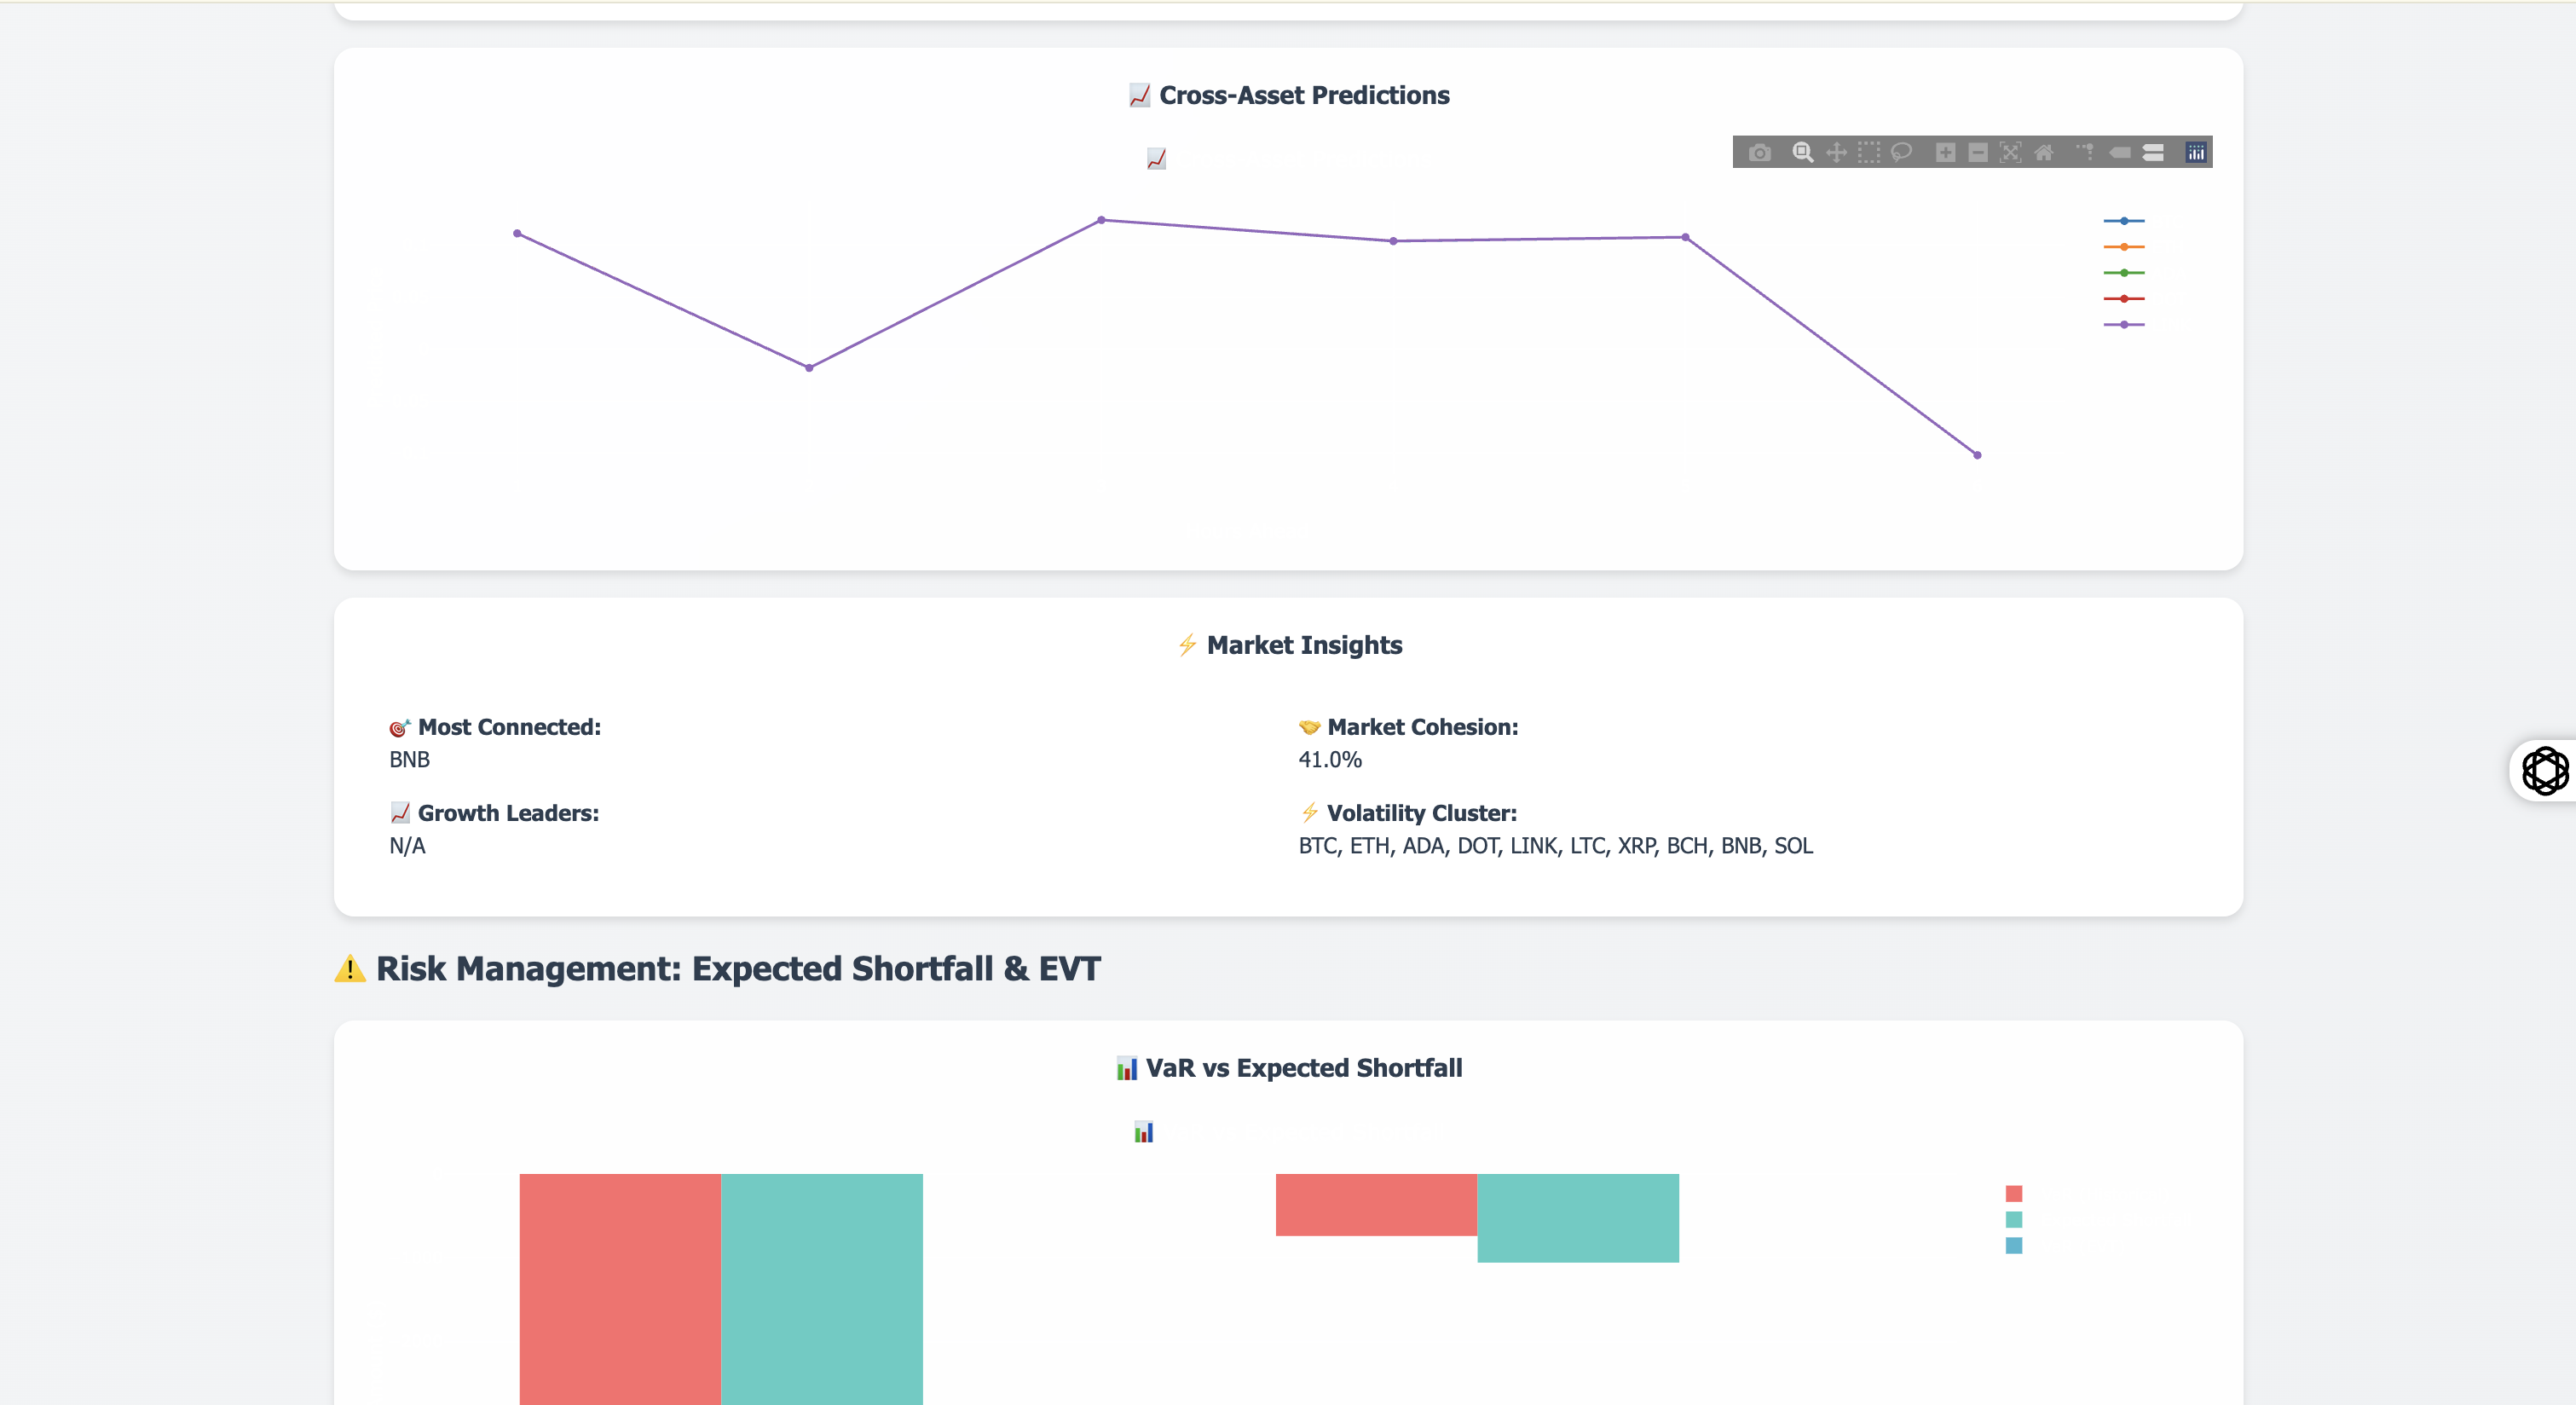 Cross-Asset Predictions
Market Insights
Most Connected:
BNB
Market Cohesion:
41.0%
Growth Leaders:
N/A
Volatility Cluster:
BTC, ETH, ADA, DOT, LINK, LTC, XRP, BCH, BNB, SOL
Risk Management: Expected Shortfall & EVT
VaR vs Expected Shortfall